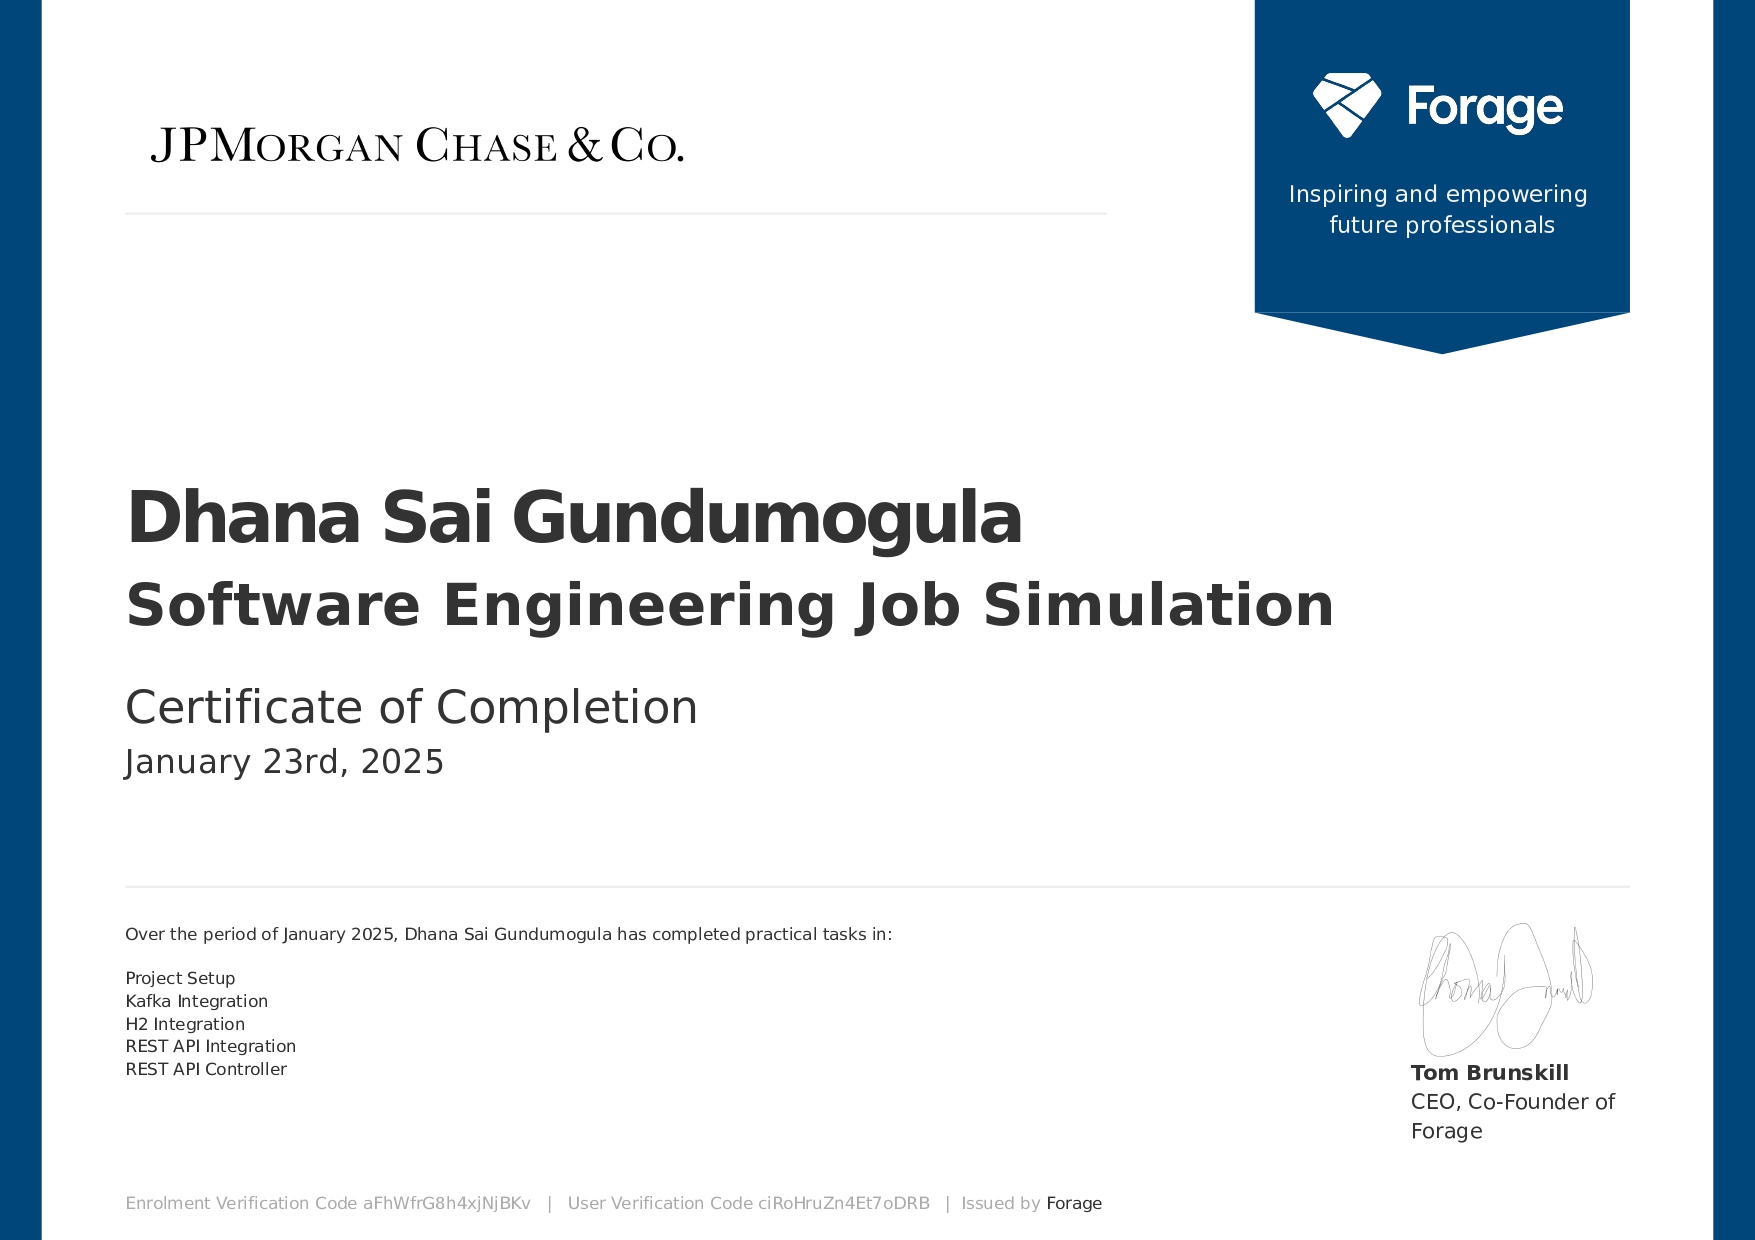 JPMORGAN CHASE & CO.
Forage
Inspiring and empowering
future professionals
Dhana Sai Gundumogula
Software Engineering Job Simulation
Certificate of Completion
January 23rd, 2025
Over the period of January 2025, Dhana Sai Gundumogula has completed practical tasks in:
Project Setup
Kafka Integration
H2 Integration
REST API Integration
REST API Controller
Tom Brunskill
CEO, Co-Founder of
Forage
Enrolment Verification Code aFhWfrG8h4xjNjBKv | User Verification Code ciRoHruZn4Et7oDRB | Issued by Forage